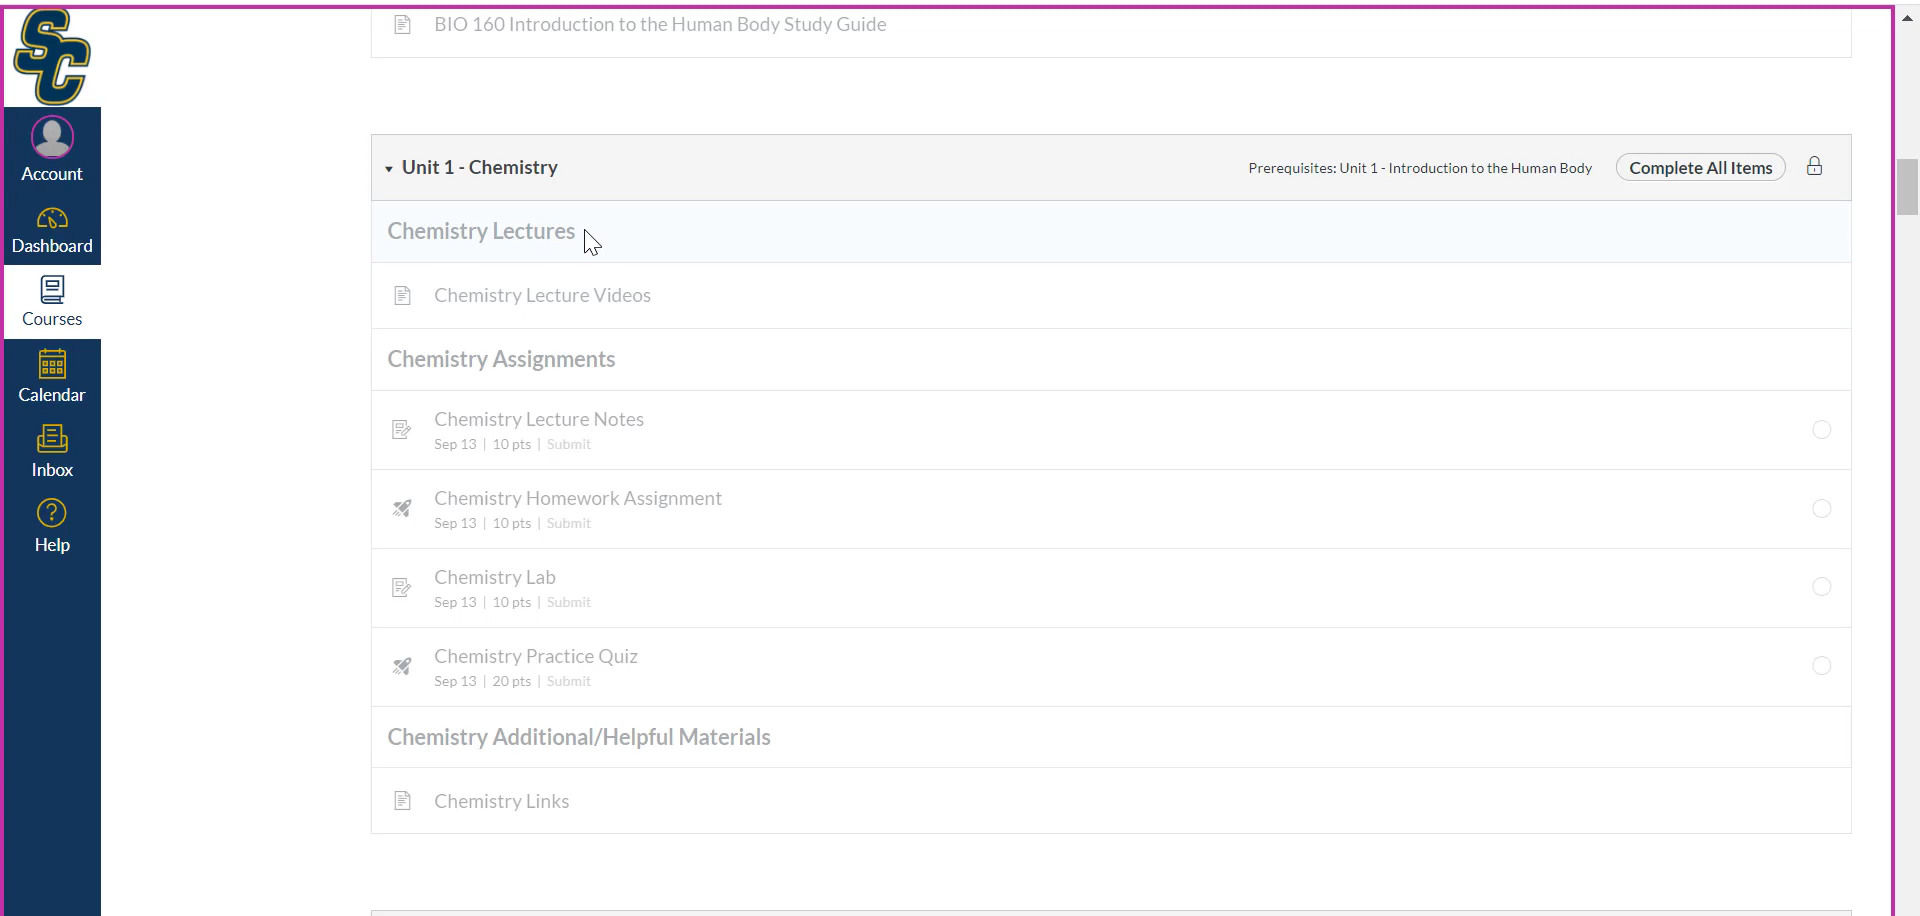 SC
BIO 160 Introduction to the Human Body Study Guide
Account
Dashboard
Courses
Calendar
Inbox
Help
Unit 1 - Chemistry
Prerequisites: Unit 1 - Introduction to the Human Body
Complete All Items
Chemistry Lectures
Chemistry Lecture Videos
Chemistry Assignments
Chemistry Lecture Notes
Sep 13 | 10 pts | Submit
Chemistry Homework Assignment
Sep 13 | 10 pts | Submit
Chemistry Lab
Sep 13 | 10 pts | Submit
Chemistry Practice Quiz
Sep 13 | 20 pts | Submit
Chemistry Additional/Helpful Materials
Chemistry Links